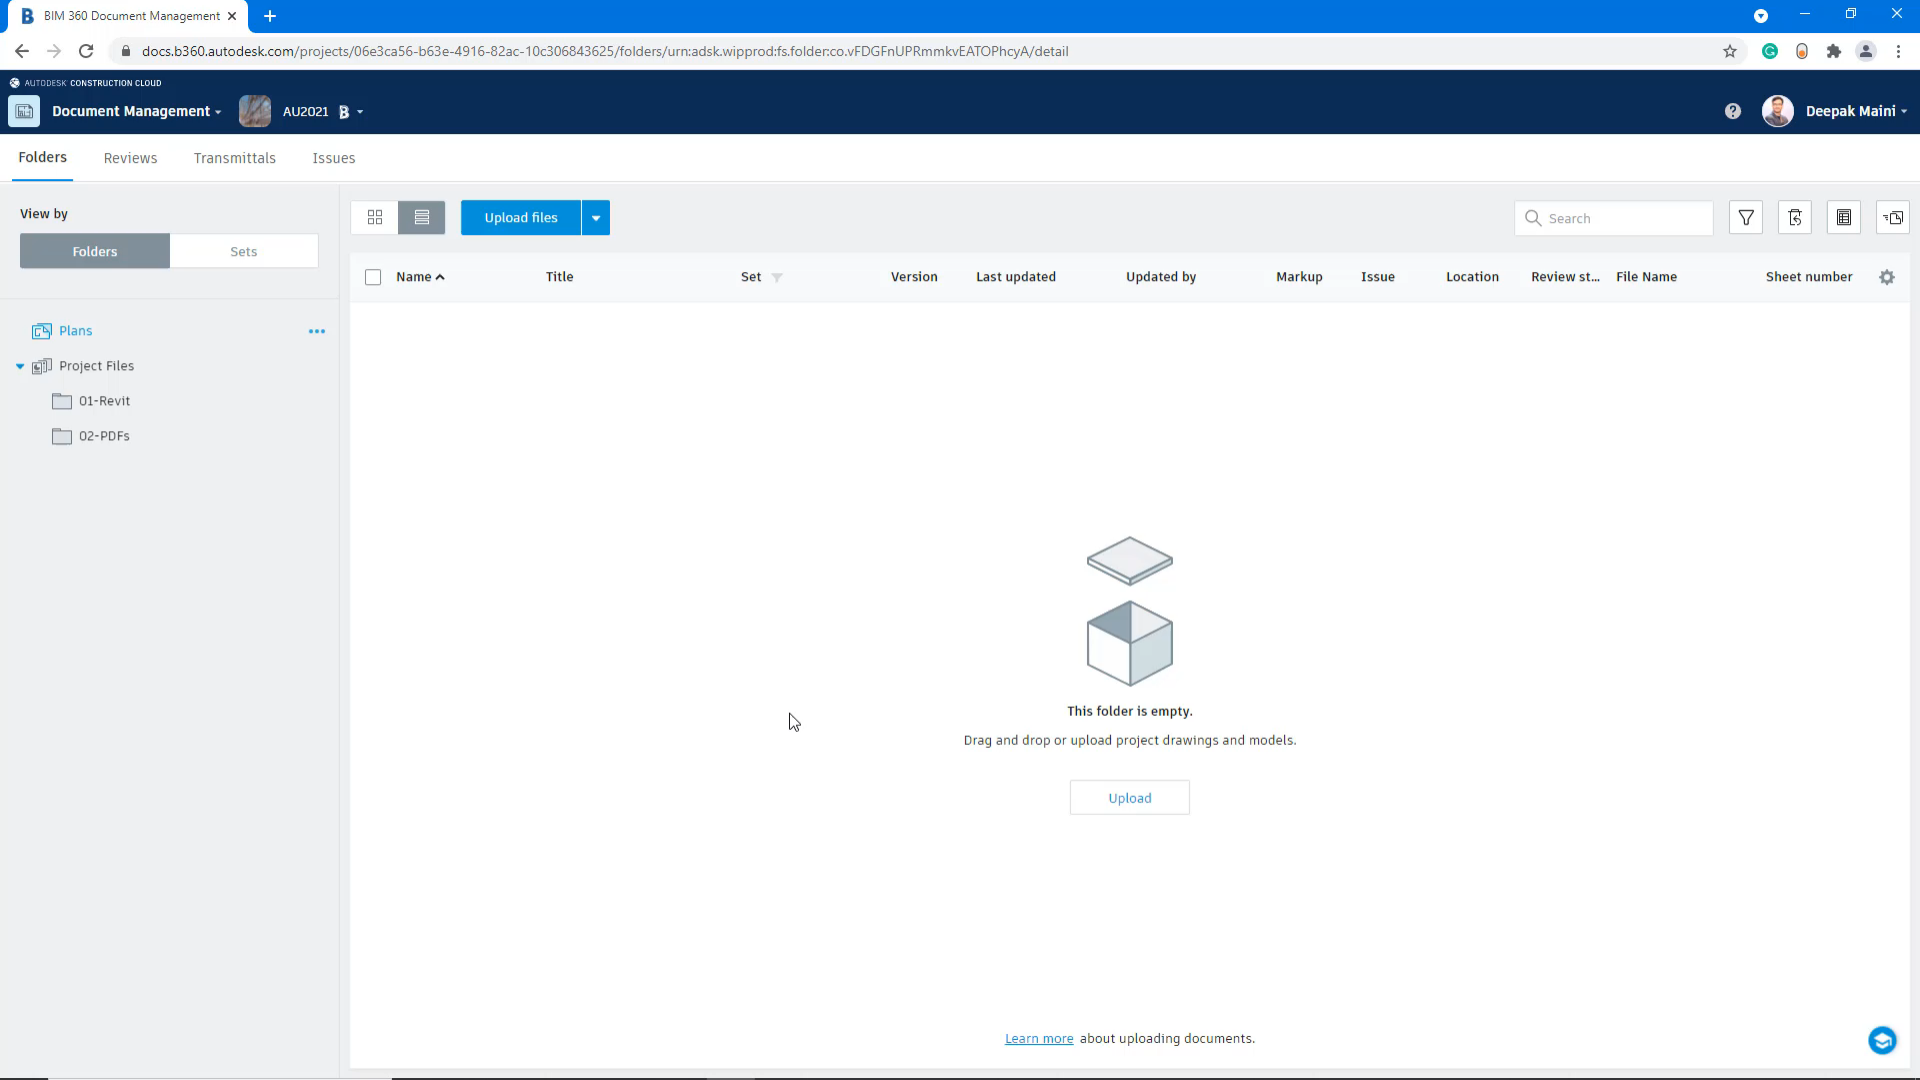 BIM 360 Document Management
docs.b360.autodesk.com/projects/06e3ca56-b63e-4916-82ac-10c306843625/folders/urn:adsk.wipprod:fs.folder:co.vFDGFnUPRmmkvEATOPhcyA/detail
AUTODESK CONSTRUCTION CLOUD
Document Management
AU2021
Deepak Maini
Folders
Reviews
Transmittals
Issues
View by
Folders
Sets
Plans
Project Files
01-Revit
02-PDFs
Upload files
Search
Name
Title
Set
Version
Last updated
Updated by
Markup
Issue
Location
Review st...
File Name
Sheet number
This folder is empty.
Drag and drop or upload project drawings and models.
Upload
Learn more about uploading documents.